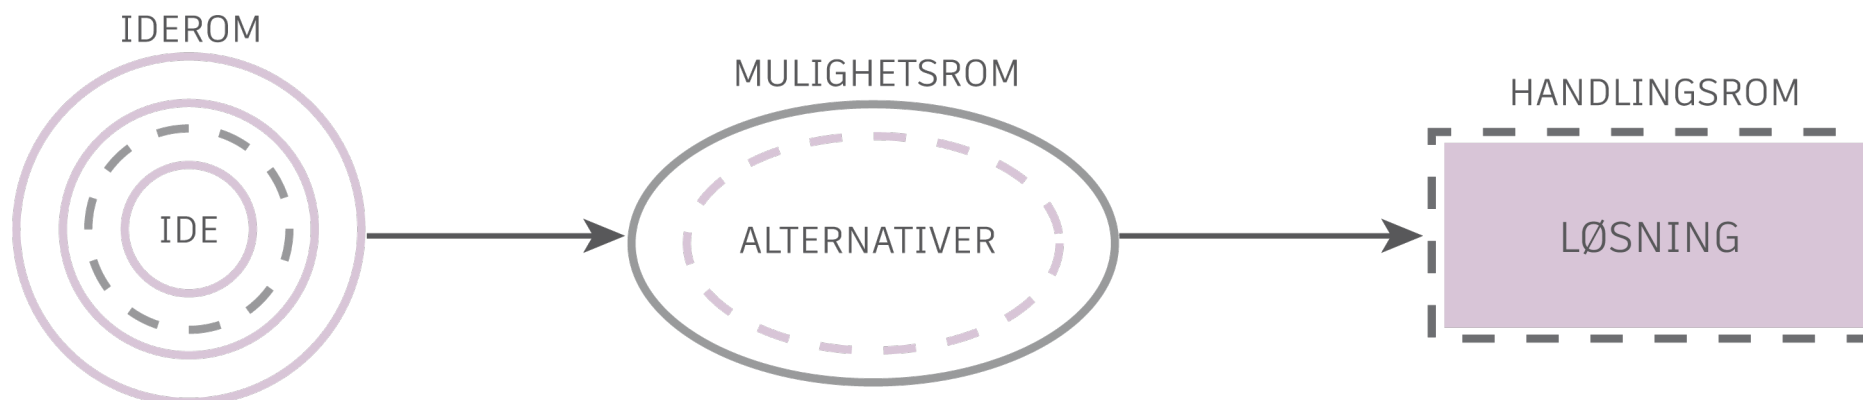 IDEROM
IDE
MULIGHETSROM
ALTERNATIVER
HANDLINGSROM
LØSNING